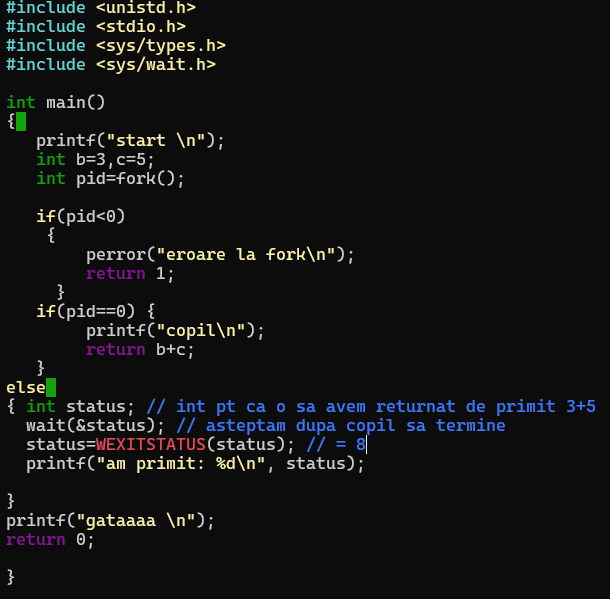 #include <unistd.h>
#include <stdio.h>
#include <sys/types.h>
#include <sys/wait.h>

int main()
{
   printf("start \n");
   int b=3,c=5;
   int pid=fork();

   if(pid<0)
    {
        perror("eroare la fork\n");
        return 1;
     }
   if(pid==0) {
        printf("copil\n");
        return b+c;
   }
else
{ int status; // int pt ca o sa avem returnat de primit 3+5
  wait(&status); // asteptam dupa copil sa termine
  status=WEXITSTATUS(status); // = 8
  printf("am primit: %d\n", status);

}
printf("gataaaa \n");
return 0;

}